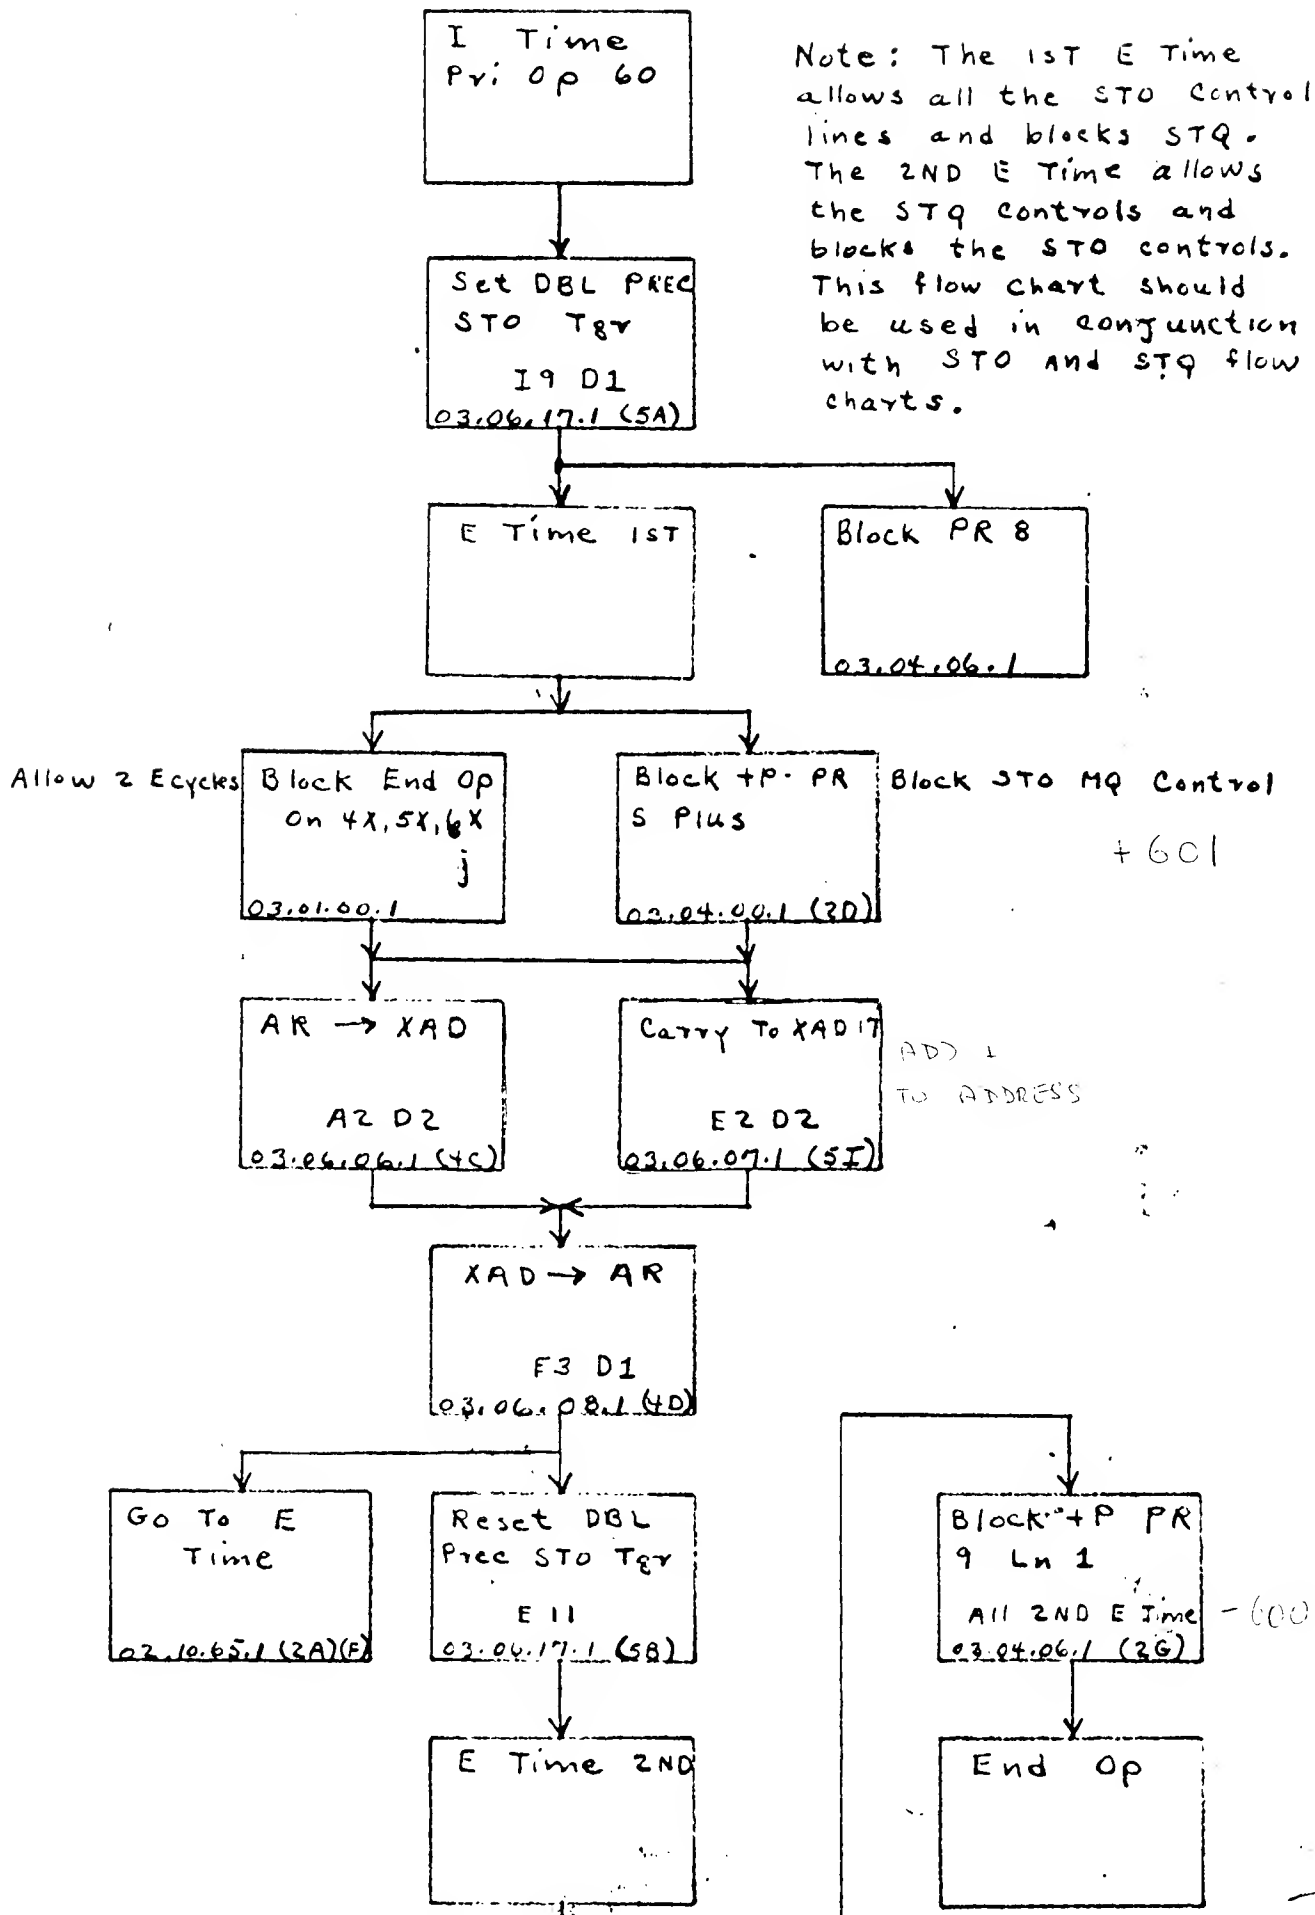 I Time
Pri Op 60
Note: The 1ST E Time
allows all the STO Control
lines and blocks STQ.
The 2ND E Time allows
the STQ controls and
blocks the STO controls.
This flow chart should
be used in conjunction
with STO and STQ flow
charts.
Set DBL PREC
STO Tgr
I9 D1
03.06.17.1 (5A)
E Time 1ST
Block PR 8
03.04.06.1
Allow 2 Ecycles
Block End Op
On 4X, 5X, 6X
j
03.01.00.1
Block +P- PR
S Plus
03.04.00.1 (2D)
Block STO MQ Control
+ 601
AR → XAD
A2 D2
03.06.06.1 (4C)
Carry To XAD 17
E2 D2
03.06.07.1 (5I)
ADD 1
TO ADDRESS
XAD → AR
E3 D1
03.06.08.1 (4D)
Go To E
Time
02.10.65.1 (2A)(F)
Reset DBL
Prec STO Tgr
E 11
03.06.17.1 (5B)
Block + P PR
9 Ln 1
All 2ND E Time
03.04.06.1 (2G)
- 600
E Time 2ND
End Op